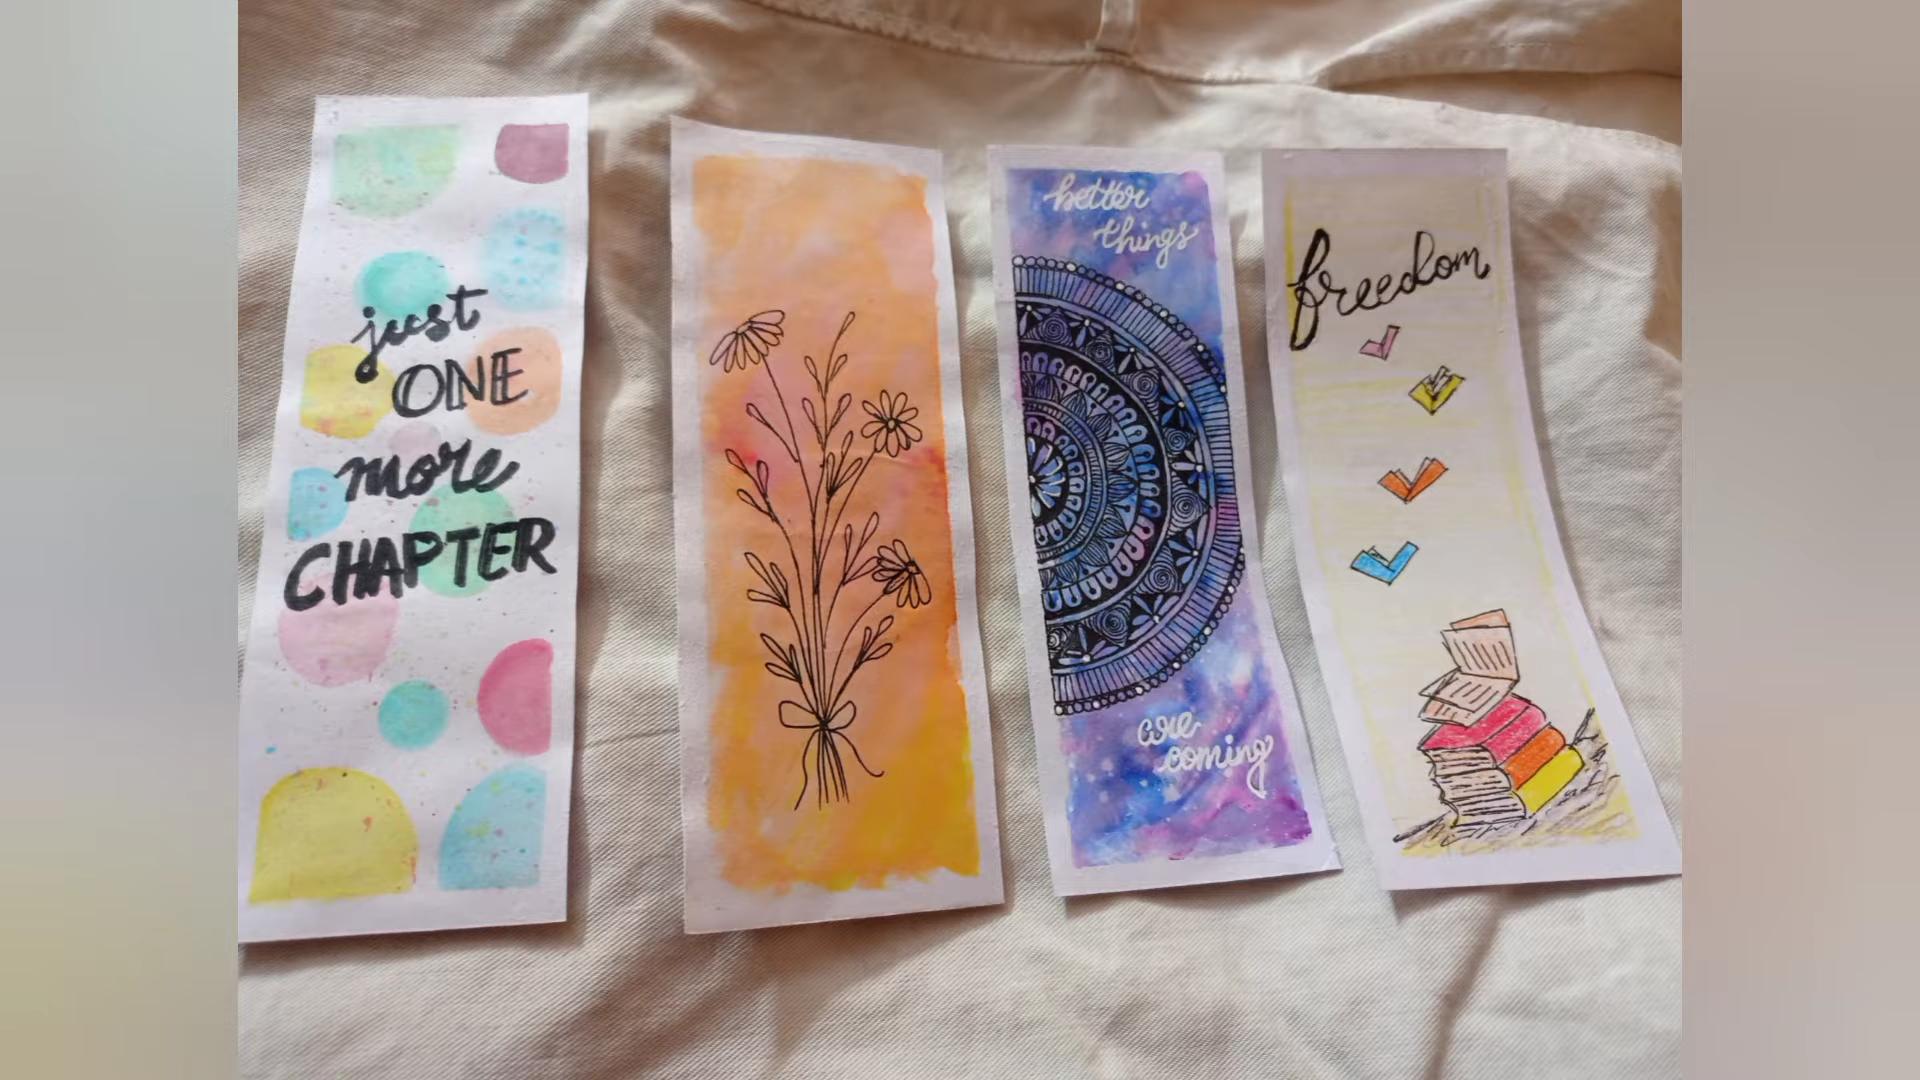 just
ONE
more
CHAPTER
better
things
are
coming
freedom